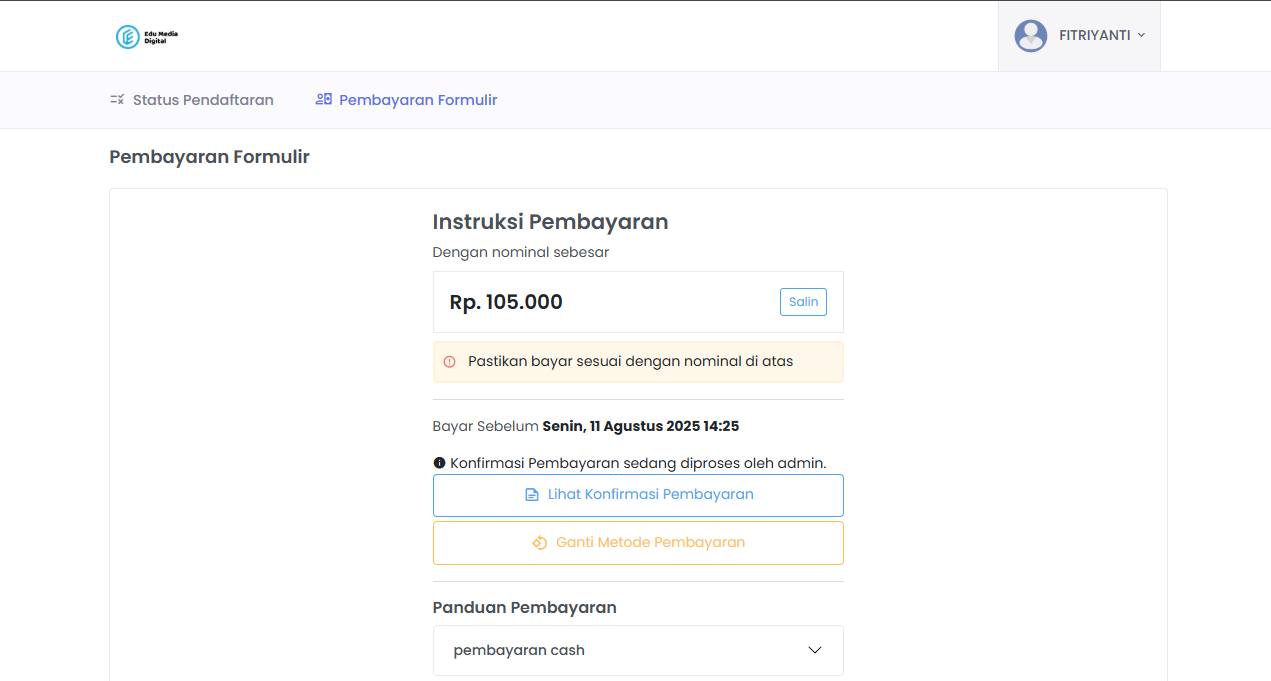 Edu Media
Digital
FITRIYANTI
Status Pendaftaran
Pembayaran Formulir
Pembayaran Formulir
Instruksi Pembayaran
Dengan nominal sebesar
Rp. 105.000
Salin
Pastikan bayar sesuai dengan nominal di atas
Bayar Sebelum Senin, 11 Agustus 2025 14:25
Konfirmasi Pembayaran sedang diproses oleh admin.
Lihat Konfirmasi Pembayaran
Ganti Metode Pembayaran
Panduan Pembayaran
pembayaran cash